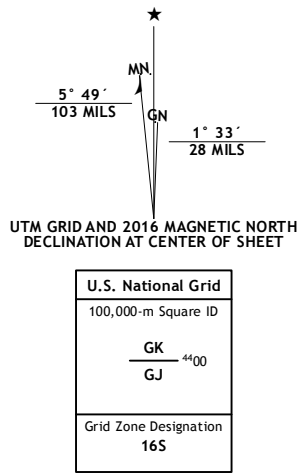 ★
MN
GN
5° 49´
103 MILS
1° 33´
28 MILS
UTM GRID AND 2016 MAGNETIC NORTH
DECLINATION AT CENTER OF SHEET
U.S. National Grid
100,000-m Square ID
GK
⁴⁴00
GJ
Grid Zone Designation
16S